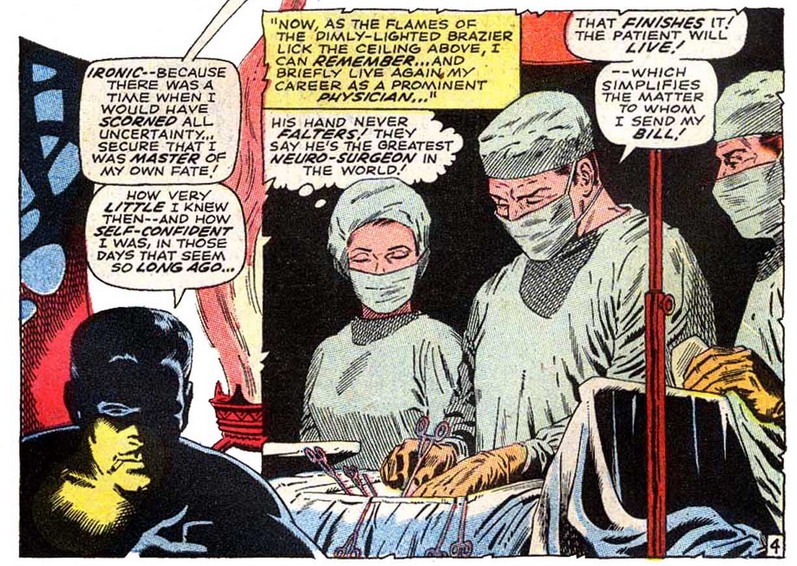 IRONIC--BECAUSE
THERE WAS A
TIME WHEN I
WOULD HAVE
SCORNED ALL
UNCERTAINTY...
SECURE THAT I
WAS MASTER OF
MY OWN FATE!
HOW VERY
LITTLE I KNEW
THEN--AND HOW
SELF-CONFIDENT
I WAS, IN THOSE
DAYS THAT SEEM
SO LONG AGO...
"NOW, AS THE FLAMES OF
THE DIMLY-LIGHTED BRAZIER
LICK THE CEILING ABOVE, I
CAN REMEMBER...AND
BRIEFLY LIVE AGAIN, MY
CAREER AS A PROMINENT
PHYSICIAN..."
HIS HAND NEVER
FALTERS! THEY
SAY HE'S THE GREATEST
NEURO-SURGEON IN
THE WORLD!
THAT FINISHES IT!
THE PATIENT WILL
LIVE!
--WHICH
SIMPLIFIES
THE MATTER
TO WHOM
I SEND MY
BILL!
4